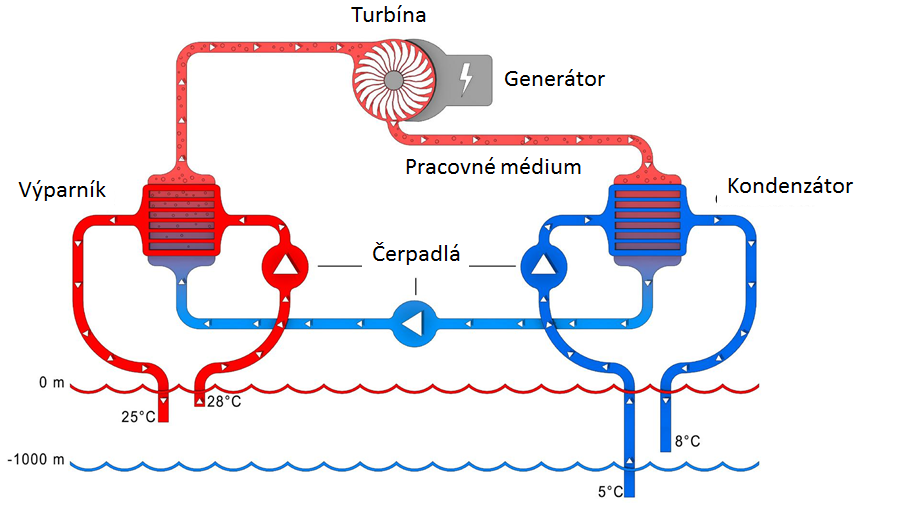 Turbína
Generátor
Pracovné médium
Výparník
Kondenzátor
Čerpadlá
0 m
28°C
25°C
8°C
-1000 m
5°C